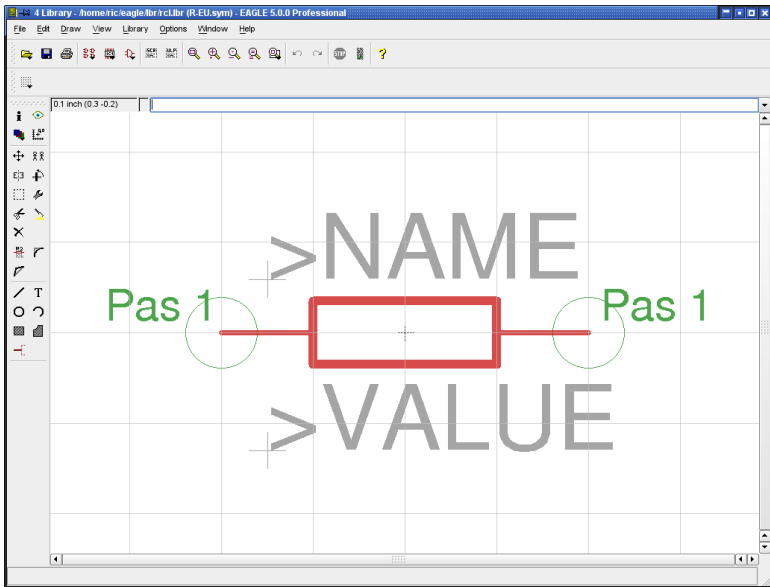 4 Library - /home/ric/eagle/lbr/rcl.lbr (R-EU.sym) - EAGLE 5.0.0 Professional
File Edit Draw View Library Options Window Help
0.1 inch (0.3 -0.2)
>NAME
Pas 1 Pas 1
>VALUE
T